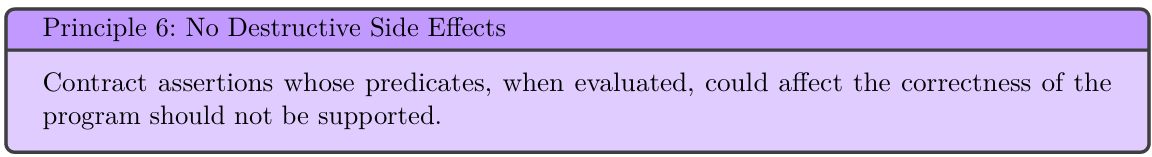 Principle 6: No Destructive Side Effects
Contract assertions whose predicates, when evaluated, could affect the correctness of the
program should not be supported.